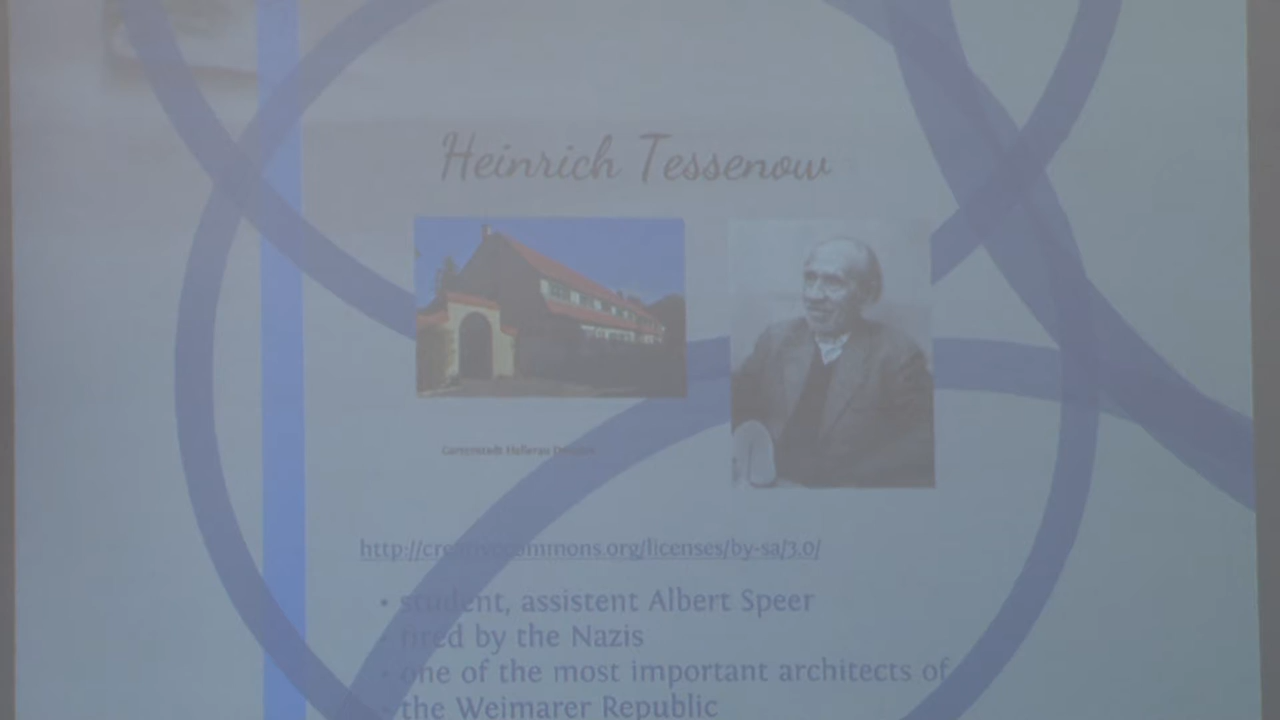 Heinrich Tessenow
Gartenstadt Hellerau Dresden
http://creativecommons.org/licenses/by-sa/3.0/
• student, assistent Albert Speer
• fired by the Nazis
• one of the most important architects of
the Weimarer Republic